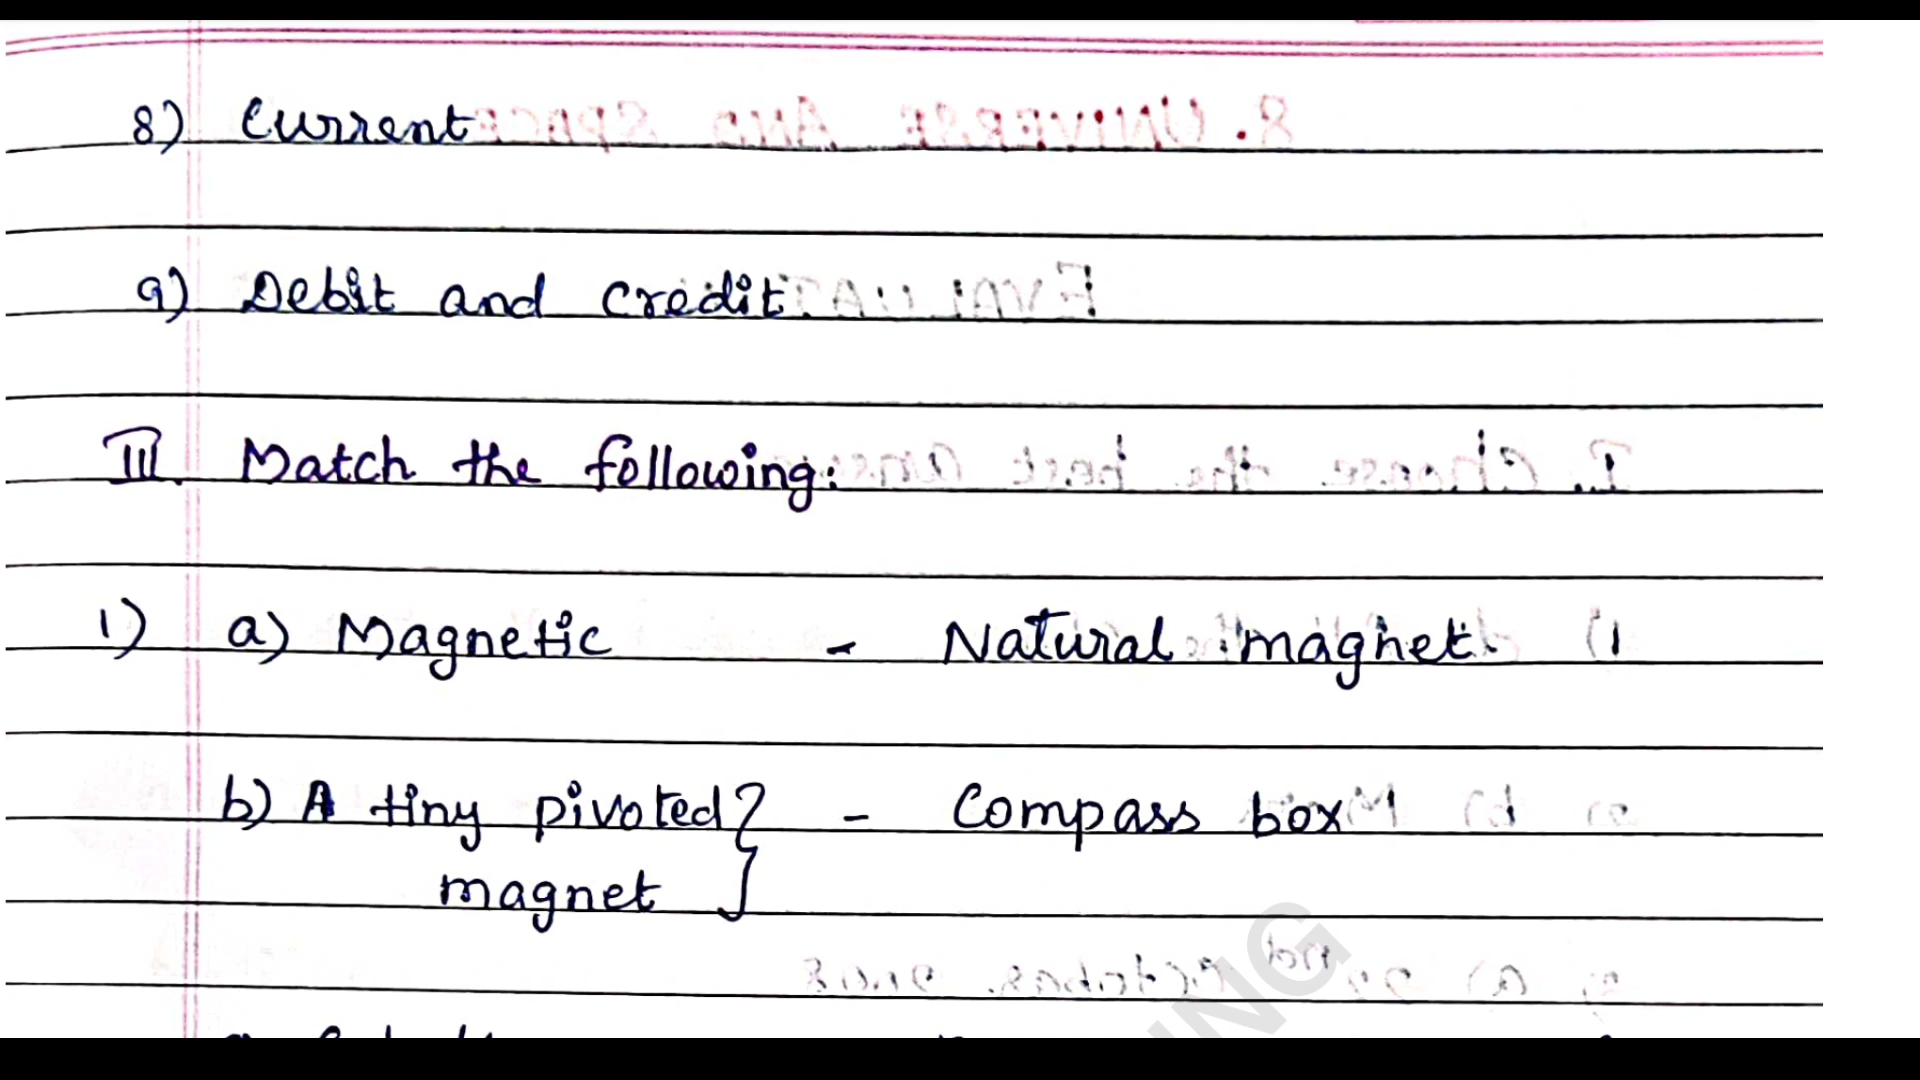 8) Current
9) Debit and credit.
III. Match the following:
1) a) Magnetic - Natural magnet.
b) A tiny pivoted } - Compass box
magnet
NG